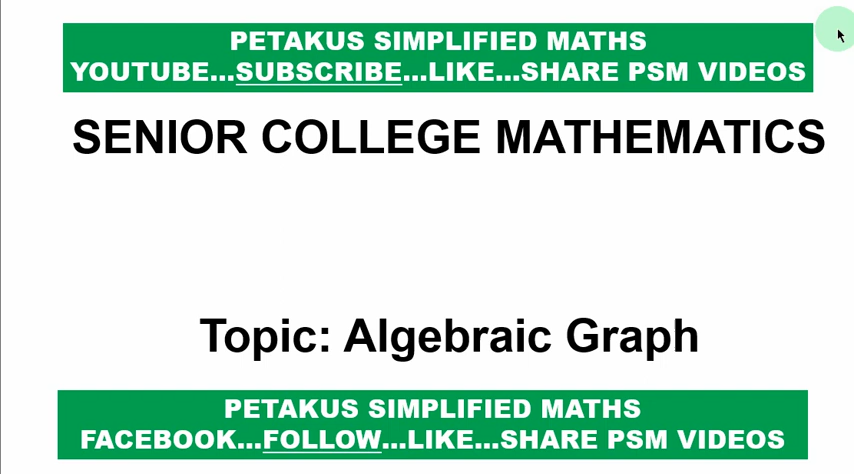 PETAKUS SIMPLIFIED MATHS
YOUTUBE...SUBSCRIBE...LIKE...SHARE PSM VIDEOS
SENIOR COLLEGE MATHEMATICS
Topic: Algebraic Graph
PETAKUS SIMPLIFIED MATHS
FACEBOOK...FOLLOW...LIKE...SHARE PSM VIDEOS